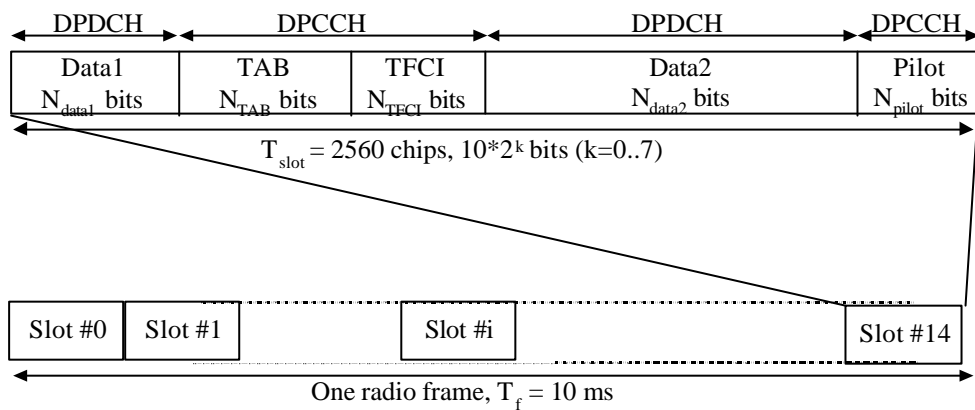 DPDCH DPCCH DPDCH DPCCH
Data1 TAB TFCI Data2 Pilot
N_data1 bits N_TAB bits N_TFCI bits N_data2 bits N_pilot bits
T_slot = 2560 chips, 10*2^k bits (k=0..7)
Slot #0 Slot #1 Slot #i Slot #14
One radio frame, T_f = 10 ms